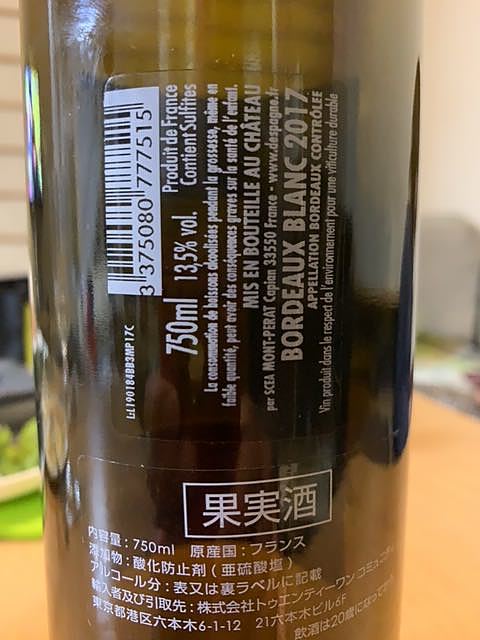 3 375080 777515
Produit de France
Contient Sulfites
750ml 13,5% vol.
La consommation de boissons alcoolisées pendant la grossesse, même en
faible quantité, peut avoir des conséquences graves sur la santé de l'enfant.
MIS EN BOUTEILLE AU CHÂTEAU
par SCEA MONT-PERAT Capian 33550 France - www.despagne.fr
BORDEAUX BLANC 2017
APPELLATION BORDEAUX CONTRÔLÉE
Vin produit dans le respect de l'environnement pour une viticulture durable
L:L190184BB3MP17C
果実酒
内容量:750ml 原産国:フランス
添加物:酸化防止剤(亜硫酸塩)
アルコール分:表又は裏ラベルに記載
輸入者及び引取先:株式会社トゥエンティーワン コミュニティ
東京都港区六本木6-1-12 21六本木ビル6F
飲酒は20歳になってから